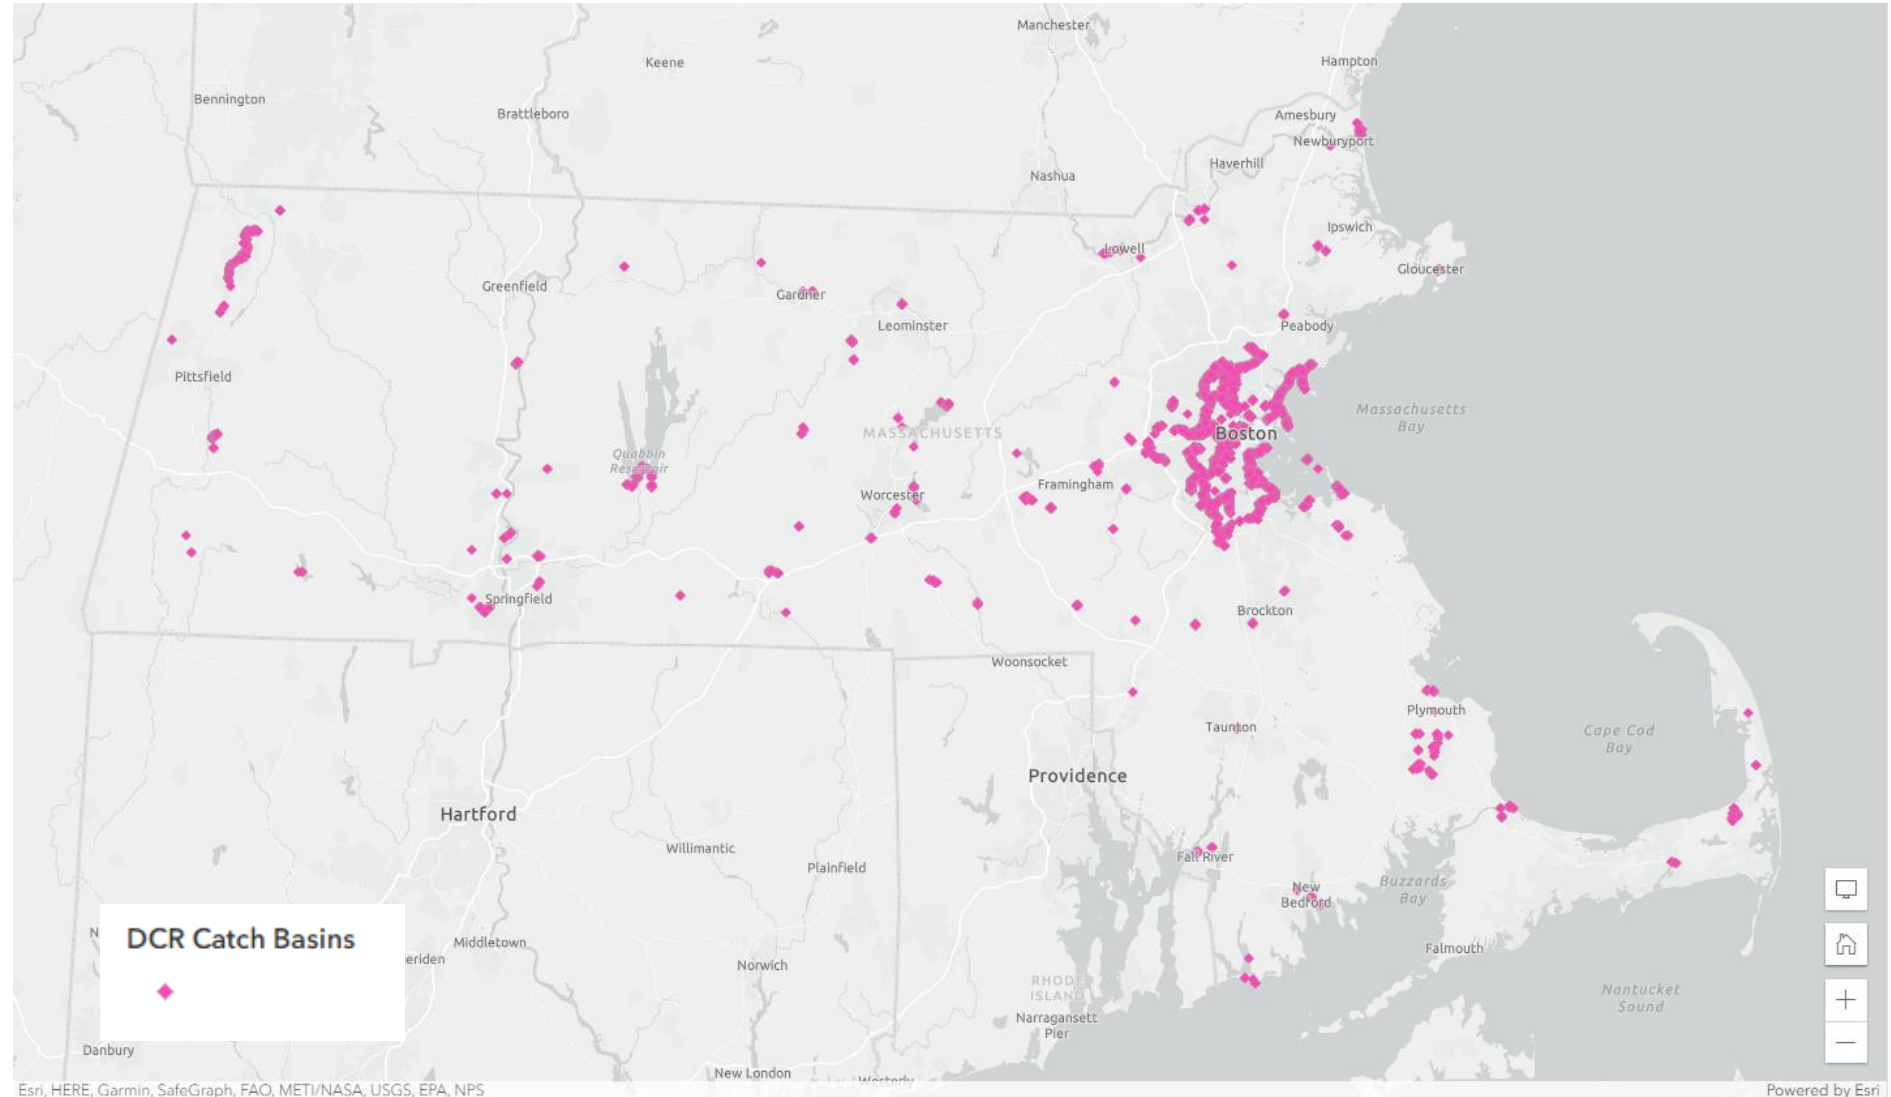 Manchester
Hampton
Keene
Bennington
Brattleboro
Amesbury
Newburyport
Haverhill
Nashua
Ipswich
Lowell
Gloucester
Greenfield
Gardner
Leominster
Peabody
Pittsfield
Massachusetts
Bay
MASSACHUSETTS
Boston
Quabbin
Reservoir
Framingham
Worcester
Springfield
Brockton
Woonsocket
Plymouth
Taunton
Cape Cod
Bay
Providence
Hartford
Willimantic
Plainfield
Fall River
New
Bedford
Buzzards
Bay
N
DCR Catch Basins
Middletown
eriden
Falmouth
Norwich
RHODE
ISLAND
Nantucket
Sound
Narragansett
Pier
Danbury
New London
Westerly
Esri, HERE, Garmin, SafeGraph, FAO, METI/NASA, USGS, EPA, NPS
Powered by Esri